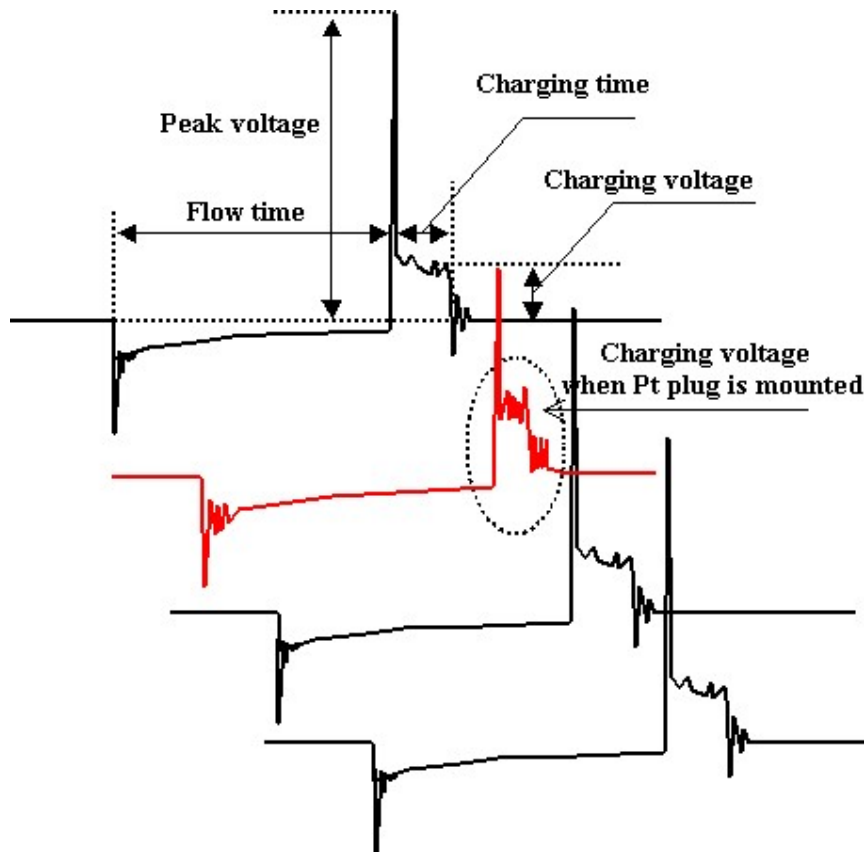 Charging time
Peak voltage
Charging voltage
Flow time
Charging voltage
when Pt plug is mounted